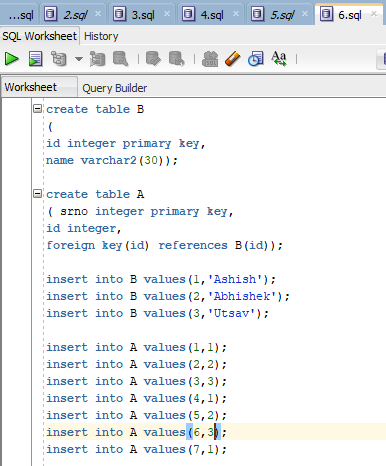 ...sql 2.sql 3.sql 4.sql 5.sql 6.sql
SQL Worksheet History
Aa
Worksheet Query Builder
create table B
(
id integer primary key,
name varchar2(30));
create table A
( srno integer primary key,
id integer,
foreign key(id) references B(id));
insert into B values(1,'Ashish');
insert into B values(2,'Abhishek');
insert into B values(3,'Utsav');
insert into A values(1,1);
insert into A values(2,2);
insert into A values(3,3);
insert into A values(4,1);
insert into A values(5,2);
insert into A values(6,3);
insert into A values(7,1);